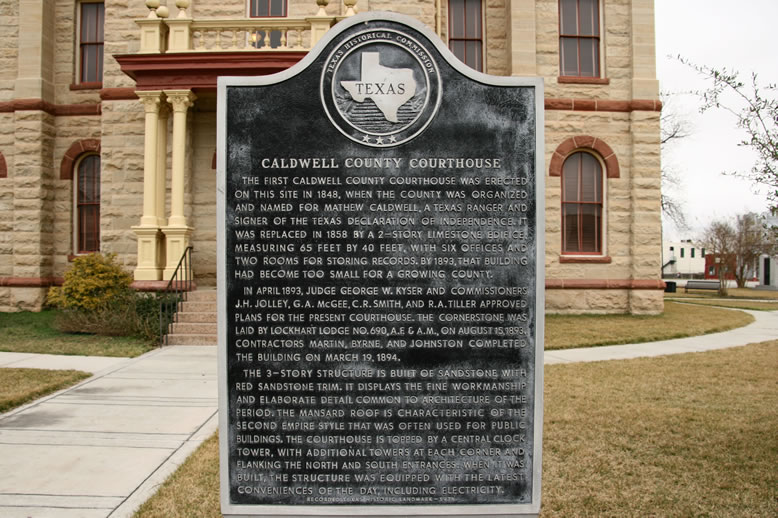 TEXAS HISTORICAL COMMISSION
TEXAS
CALDWELL COUNTY COURTHOUSE
THE FIRST CALDWELL COUNTY COURTHOUSE WAS ERECTED
ON THIS SITE IN 1848, WHEN THE COUNTY WAS ORGANIZED
AND NAMED FOR MATHEW CALDWELL, A TEXAS RANGER AND
SIGNER OF THE TEXAS DECLARATION OF INDEPENDENCE. IT
WAS REPLACED IN 1858 BY A 2-STORY LIMESTONE EDIFICE
MEASURING 65 FEET BY 40 FEET, WITH SIX OFFICES AND
TWO ROOMS FOR STORING RECORDS. BY 1893, THAT BUILDING
HAD BECOME TOO SMALL FOR A GROWING COUNTY.
IN APRIL 1893, JUDGE GEORGE W. KYSER AND COMMISSIONERS
J.H. JOLLEY, G.A. McGEE, C.R. SMITH, AND R.A. TILLER APPROVED
PLANS FOR THE PRESENT COURTHOUSE. THE CORNERSTONE WAS
LAID BY LOCKHART LODGE NO. 690, A.F. & A.M., ON AUGUST 15, 1893.
CONTRACTORS MARTIN, BYRNE, AND JOHNSTON COMPLETED
THE BUILDING ON MARCH 19, 1894.
THE 3-STORY STRUCTURE IS BUILT OF SANDSTONE WITH
RED SANDSTONE TRIM. IT DISPLAYS THE FINE WORKMANSHIP
AND ELABORATE DETAIL COMMON TO ARCHITECTURE OF THE
PERIOD. THE MANSARD ROOF IS CHARACTERISTIC OF THE
SECOND EMPIRE STYLE THAT WAS OFTEN USED FOR PUBLIC
BUILDINGS. THE COURTHOUSE IS TOPPED BY A CENTRAL CLOCK
TOWER, WITH ADDITIONAL TOWERS AT EACH CORNER AND
FLANKING THE NORTH AND SOUTH ENTRANCES. WHEN IT WAS
BUILT, THE STRUCTURE WAS EQUIPPED WITH THE LATEST
CONVENIENCES OF THE DAY, INCLUDING ELECTRICITY.
RECORDED TEXAS HISTORIC LANDMARK